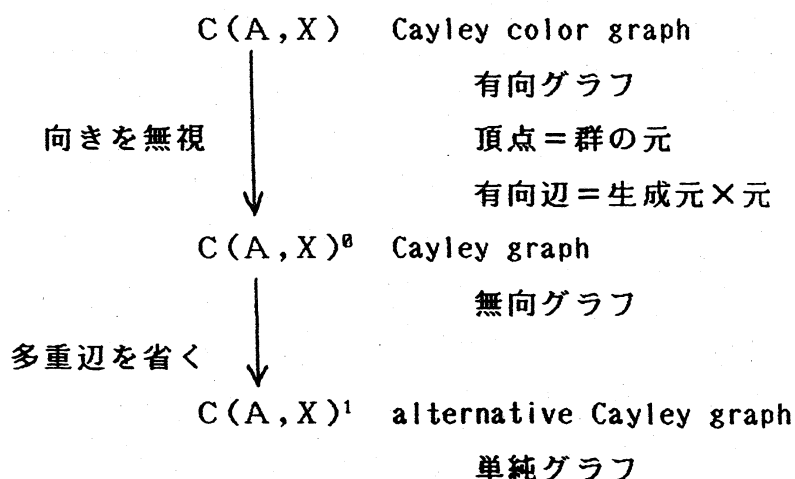 C(A,X) Cayley color graph
有向グラフ
向きを無視 頂点=群の元
有向辺=生成元×元
C(A,X)⁰ Cayley graph
無向グラフ
多重辺を省く
C(A,X)¹ alternative Cayley graph
単純グラフ